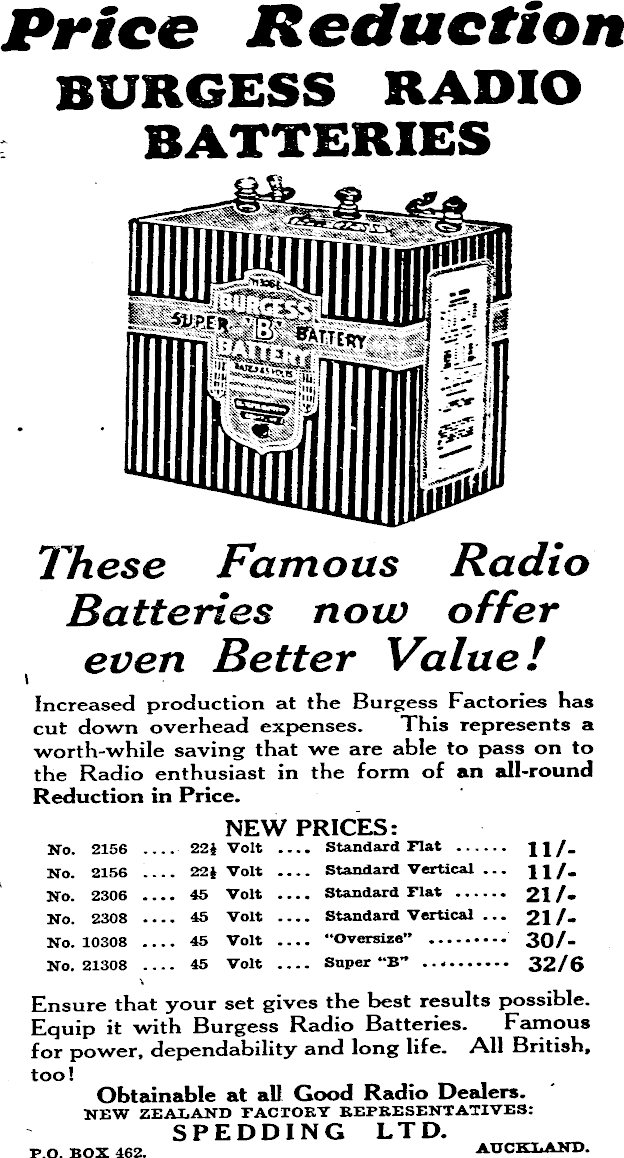 Price Reduction
BURGESS RADIO
BATTERIES
BURGESS
SUPER "B" BATTERY
BATTERY
These Famous Radio
Batteries now offer
even Better Value!
Increased production at the Burgess Factories has
cut down overhead expenses. This represents a
worth-while saving that we are able to pass on to
the Radio enthusiast in the form of an all-round
Reduction in Price.
NEW PRICES:
No. 2156 .... 22½ Volt .... Standard Flat ...... 11/-
No. 2156 .... 22½ Volt .... Standard Vertical ... 11/-
No. 2306 .... 45 Volt .... Standard Flat ...... 21/-
No. 2308 .... 45 Volt .... Standard Vertical ... 21/-
No. 10308 .... 45 Volt .... "Oversize" ......... 30/-
No. 21308 .... 45 Volt .... Super "B" .......... 32/6
Ensure that your set gives the best results possible.
Equip it with Burgess Radio Batteries. Famous
for power, dependability and long life. All British,
too!
Obtainable at all Good Radio Dealers.
NEW ZEALAND FACTORY REPRESENTATIVES:
SPEDDING LTD.
P.O. BOX 462. AUCKLAND.